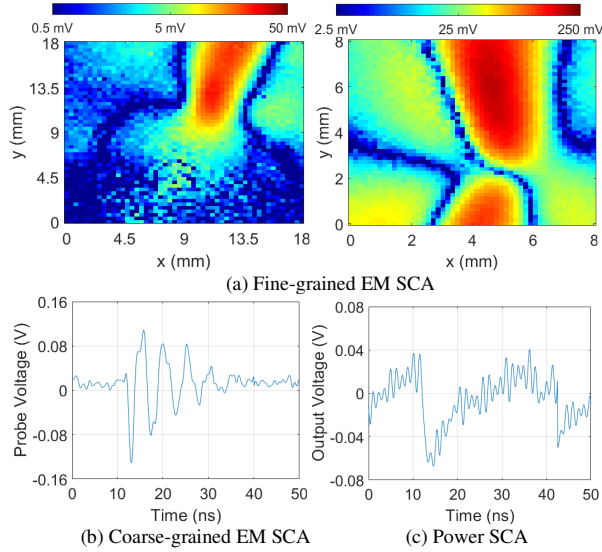 0.5 mV 5 mV 50 mV
2.5 mV 25 mV 250 mV
18
13.5
9
4.5
0
y (mm)
0 4.5 9 13.5 18
x (mm)
8
6
4
2
0
y (mm)
0 2 4 6 8
x (mm)
(a) Fine-grained EM SCA
0.16
0.08
0
-0.08
-0.16
Probe Voltage (V)
0 10 20 30 40 50
Time (ns)
(b) Coarse-grained EM SCA
0.08
0.04
0
-0.04
-0.08
Output Voltage (V)
0 10 20 30 40 50
Time (ns)
(c) Power SCA